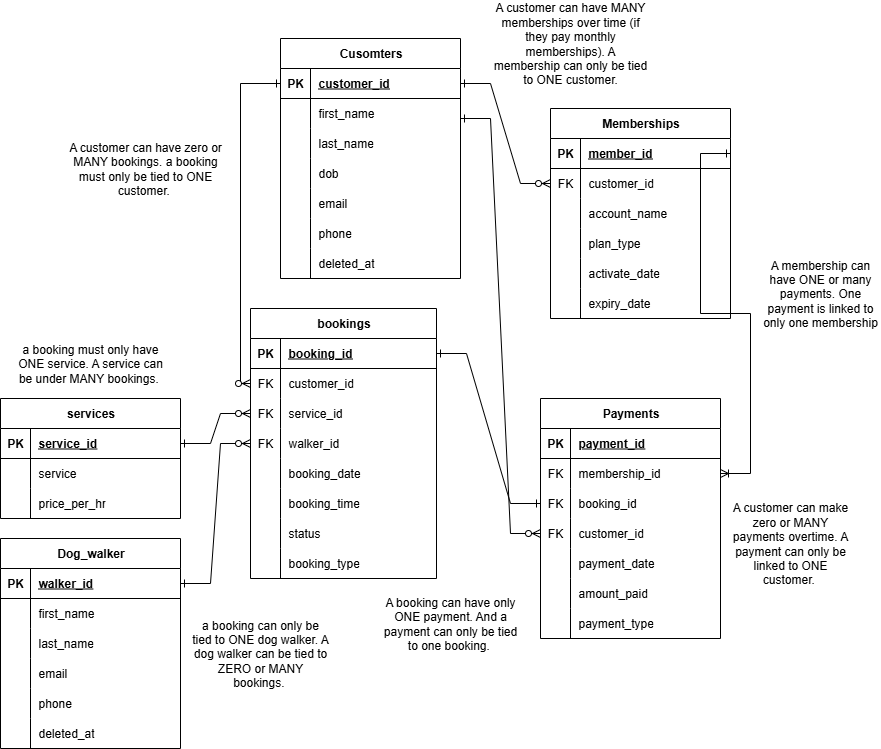 A customer can have MANY
memberships over time (if
they pay monthly
memberships). A
membership can only be tied
to ONE customer.
Cusomters
PK customer_id
first_name
last_name
dob
email
phone
deleted_at
A customer can have zero or
MANY bookings. a booking
must only be tied to ONE
customer.
Memberships
PK member_id
FK customer_id
account_name
plan_type
activate_date
expiry_date
A membership can
have ONE or many
payments. One
payment is linked to
only one membership
bookings
PK booking_id
FK customer_id
FK service_id
FK walker_id
booking_date
booking_time
status
booking_type
a booking must only have
ONE service. A service can
be under MANY bookings.
services
PK service_id
service
price_per_hr
Payments
PK payment_id
FK membership_id
FK booking_id
FK customer_id
payment_date
amount_paid
payment_type
A customer can make
zero or MANY
payments overtime. A
payment can only be
linked to ONE
customer.
Dog_walker
PK walker_id
first_name
last_name
email
phone
deleted_at
a booking can only be
tied to ONE dog walker. A
dog walker can be tied to
ZERO or MANY
bookings.
A booking can have only
ONE payment. And a
payment can only be tied
to one booking.